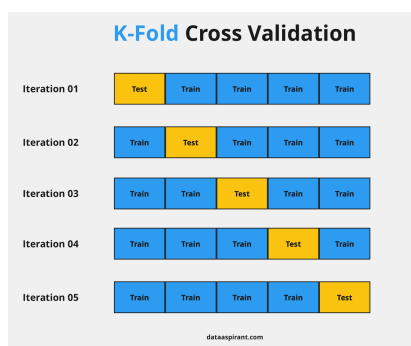 K-Fold Cross Validation
Iteration 01 Test Train Train Train Train
Iteration 02 Train Test Train Train Train
Iteration 03 Train Train Test Train Train
Iteration 04 Train Train Train Test Train
Iteration 05 Train Train Train Train Test
dataaspirant.com